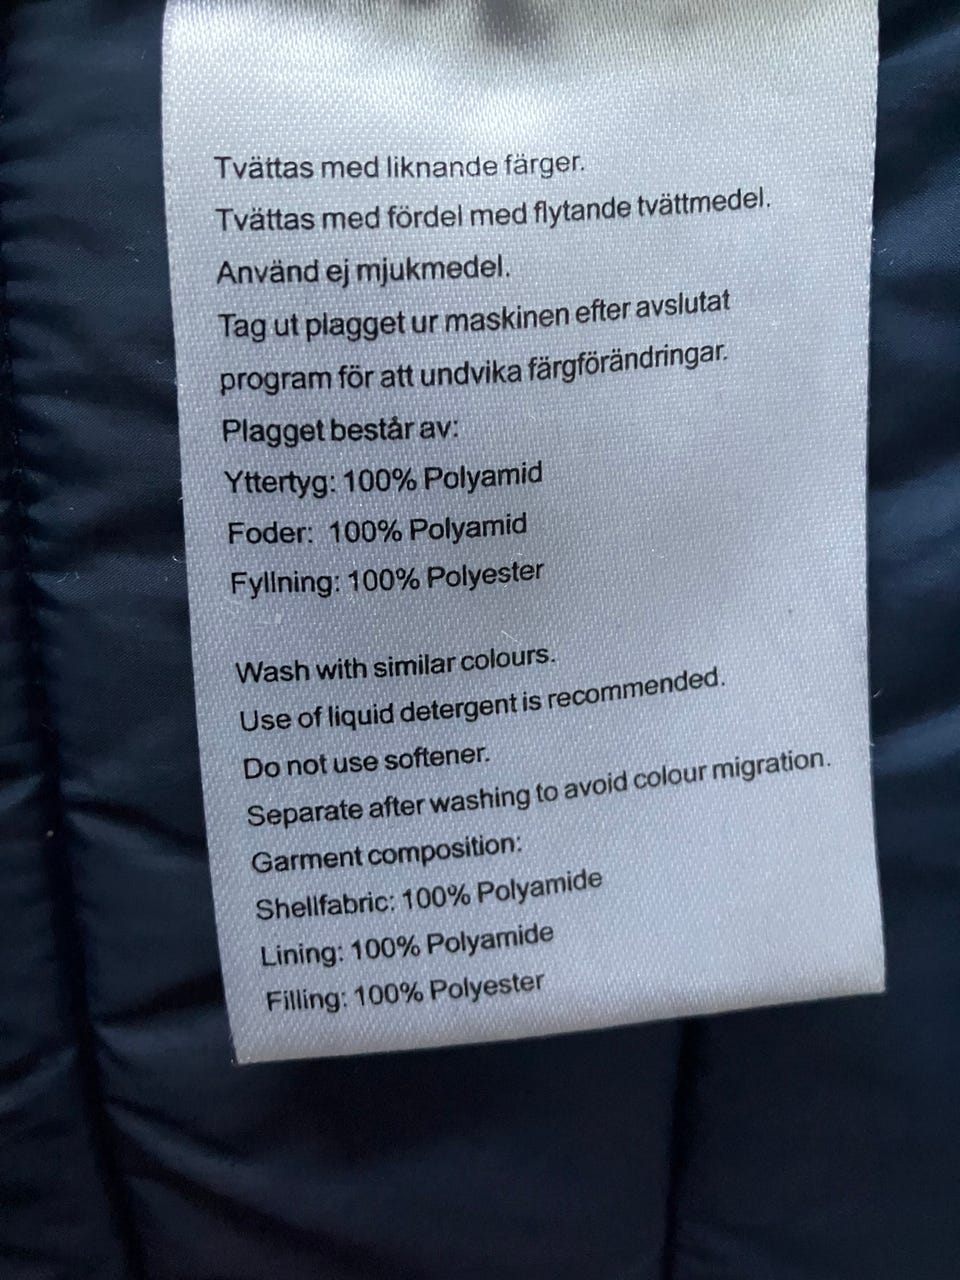 Tvättas med liknande färger.
Tvättas med fördel med flytande tvättmedel.
Använd ej mjukmedel.
Tag ut plagget ur maskinen efter avslutat
program för att undvika färgförändringar.
Plagget består av:
Yttertyg: 100% Polyamid
Foder:  100% Polyamid
Fyllning: 100% Polyester
Wash with similar colours.
Use of liquid detergent is recommended.
Do not use softener.
Separate after washing to avoid colour migration.
Garment composition:
Shellfabric: 100% Polyamide
Lining: 100% Polyamide
Filling: 100% Polyester